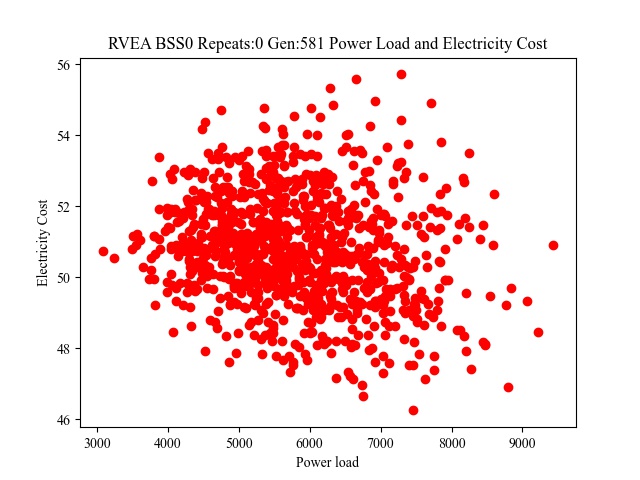 RVEA BSS0 Repeats:0 Gen:581 Power Load and Electricity Cost
56
54
52
50
48
46
Electricity Cost
3000 4000 5000 6000 7000 8000 9000
Power load